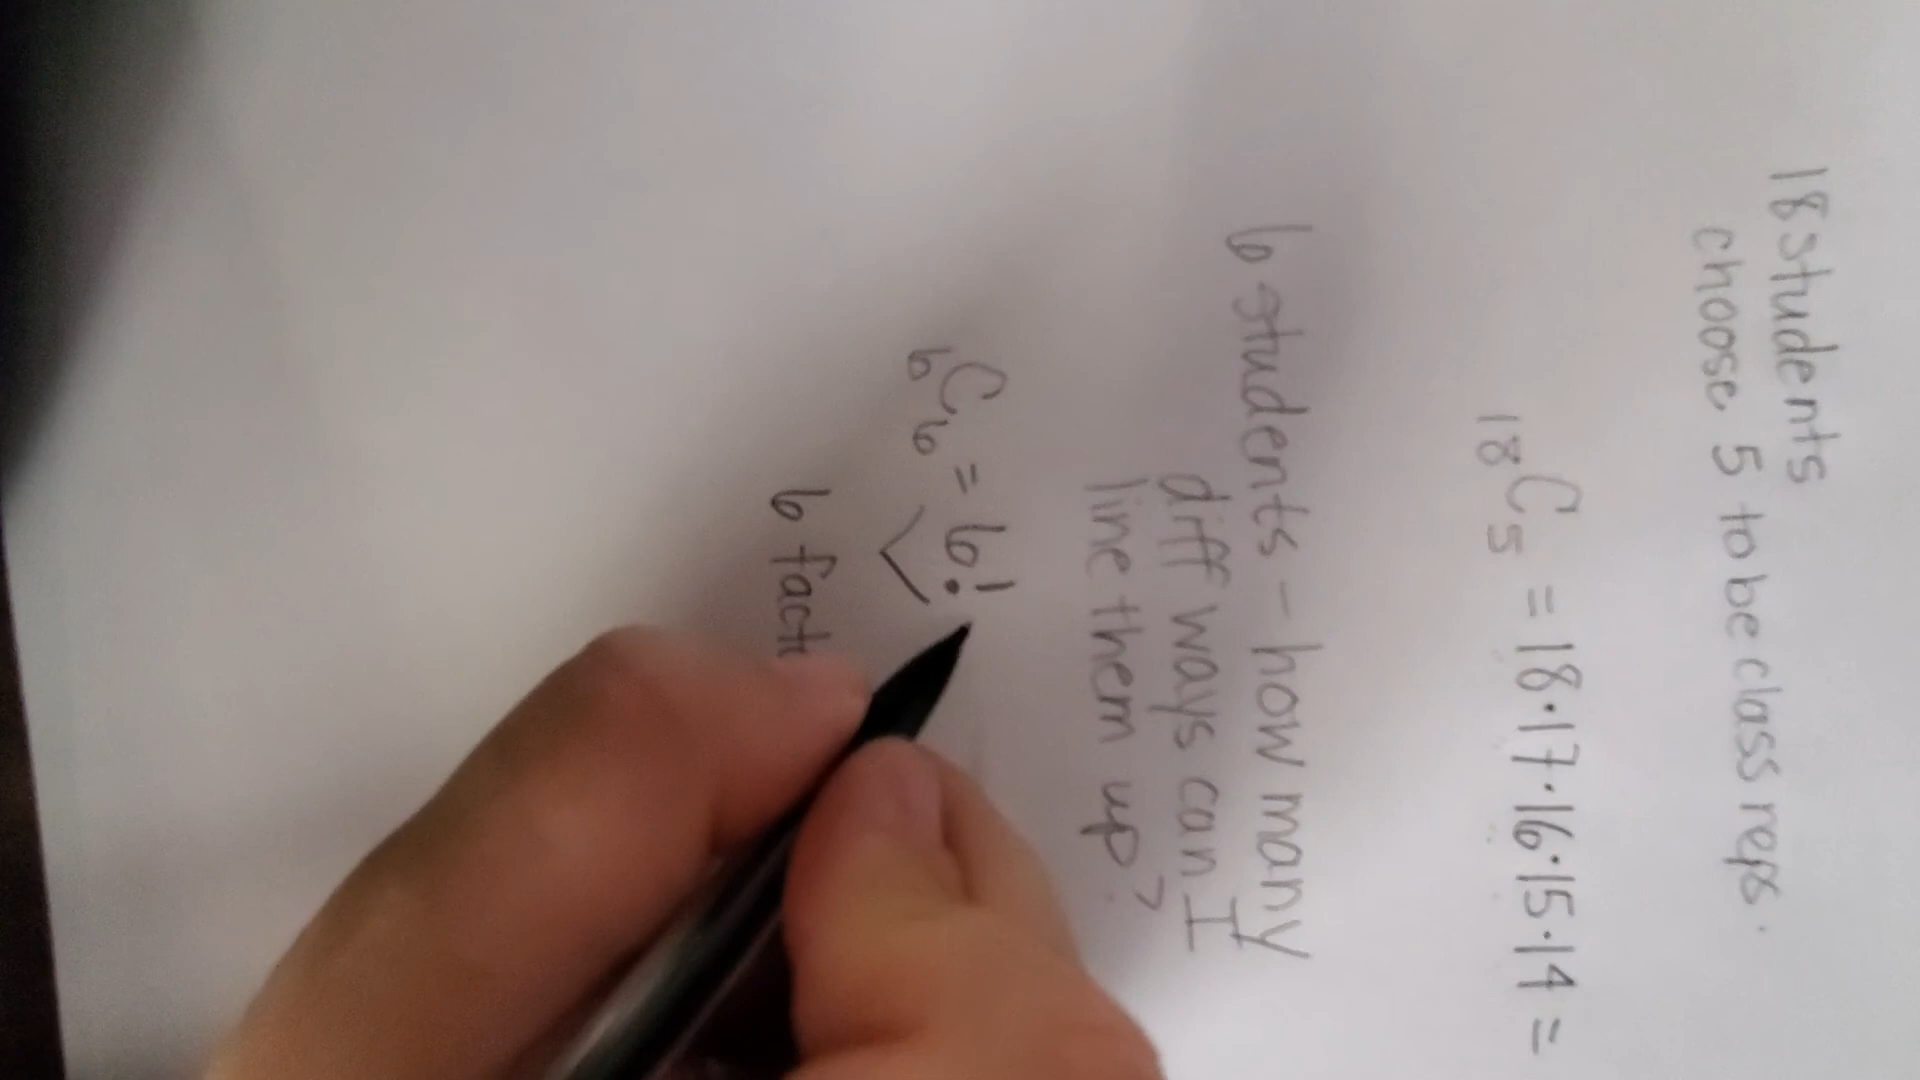 18 students
choose 5 to be class reps.
18C5 = 18·17·16·15·14 =
6 students - how many
diff ways can I
line them up?
6C6 = 6!
6 fact